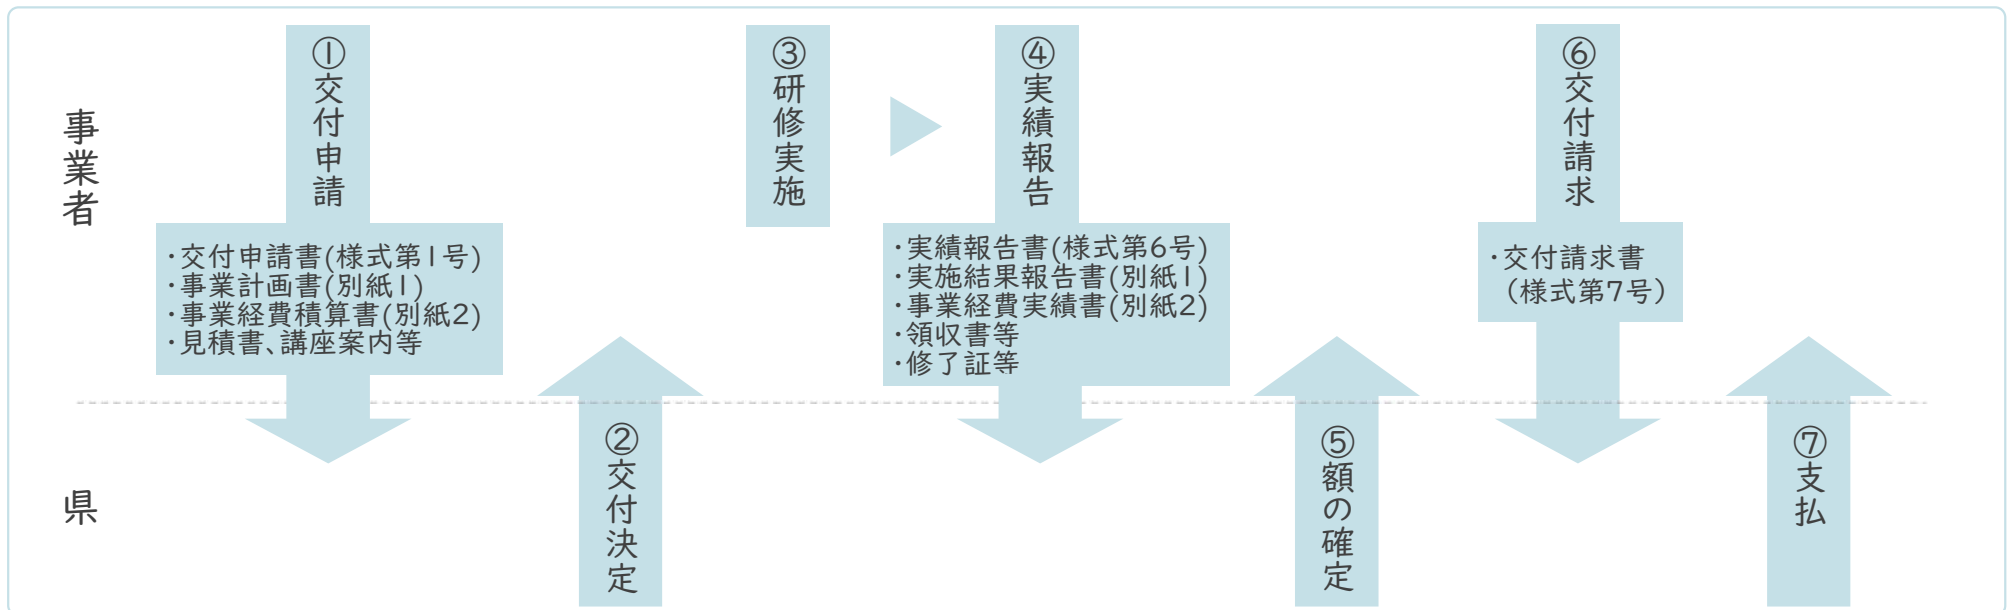 事業者
①交付申請
・交付申請書(様式第1号)
・事業計画書(別紙1)
・事業経費積算書(別紙2)
・見積書、講座案内等
②交付決定
③研修実施
④実績報告
・実績報告書(様式第6号)
・実施結果報告書(別紙1)
・事業経費実績書(別紙2)
・領収書等
・修了証等
⑤額の確定
⑥交付請求
・交付請求書
（様式第7号）
⑦支払
県